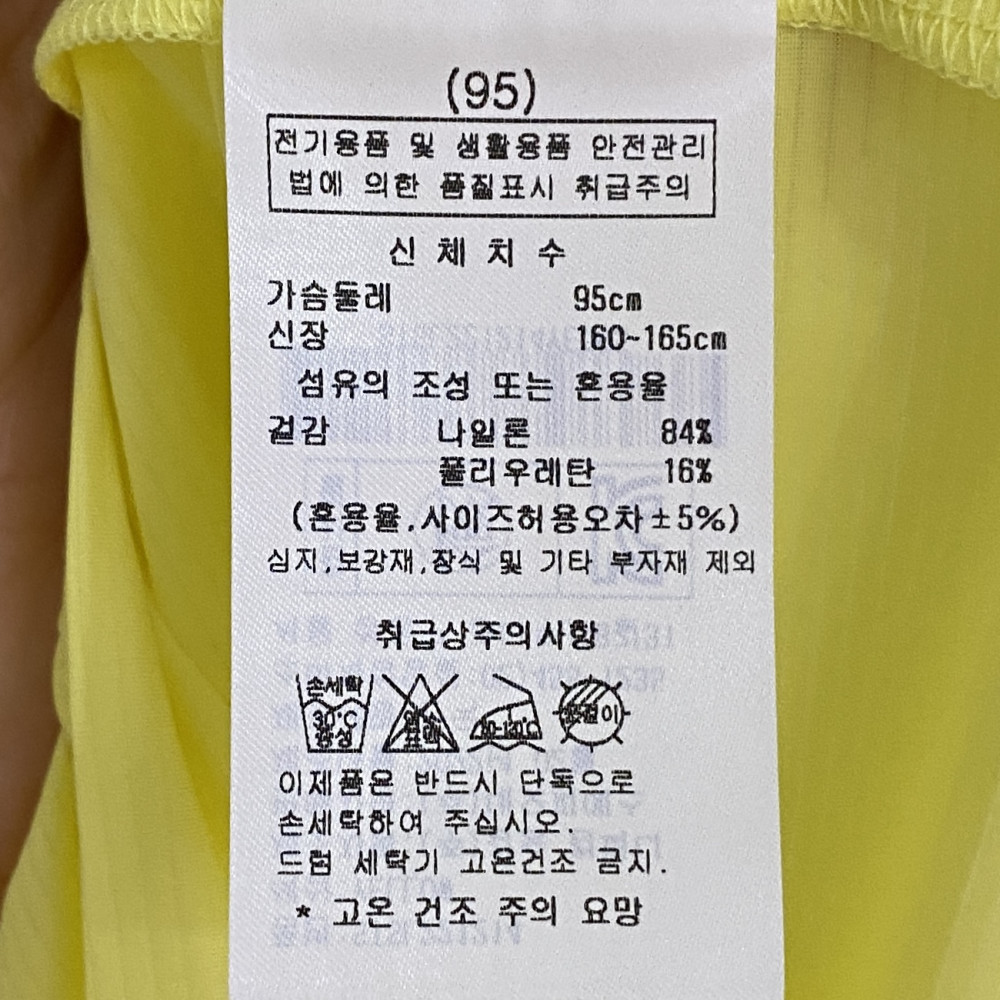 (95)
전기용품 및 생활용품 안전관리
법에 의한 품질표시 취급주의
신 체 치 수
가슴둘레 95cm
신장 160~165cm
섬유의 조성 또는 혼용율
겉감 나일론 84%
폴리우레탄 16%
(혼용율,사이즈허용오차±5%)
심지,보강재,장식 및 기타 부자재 제외
취급상주의사항
손세탁
30°C
중성
이제품은 반드시 단독으로
손세탁하여 주십시오.
드럼 세탁기 고온건조 금지.
* 고온 건조 주의 요망